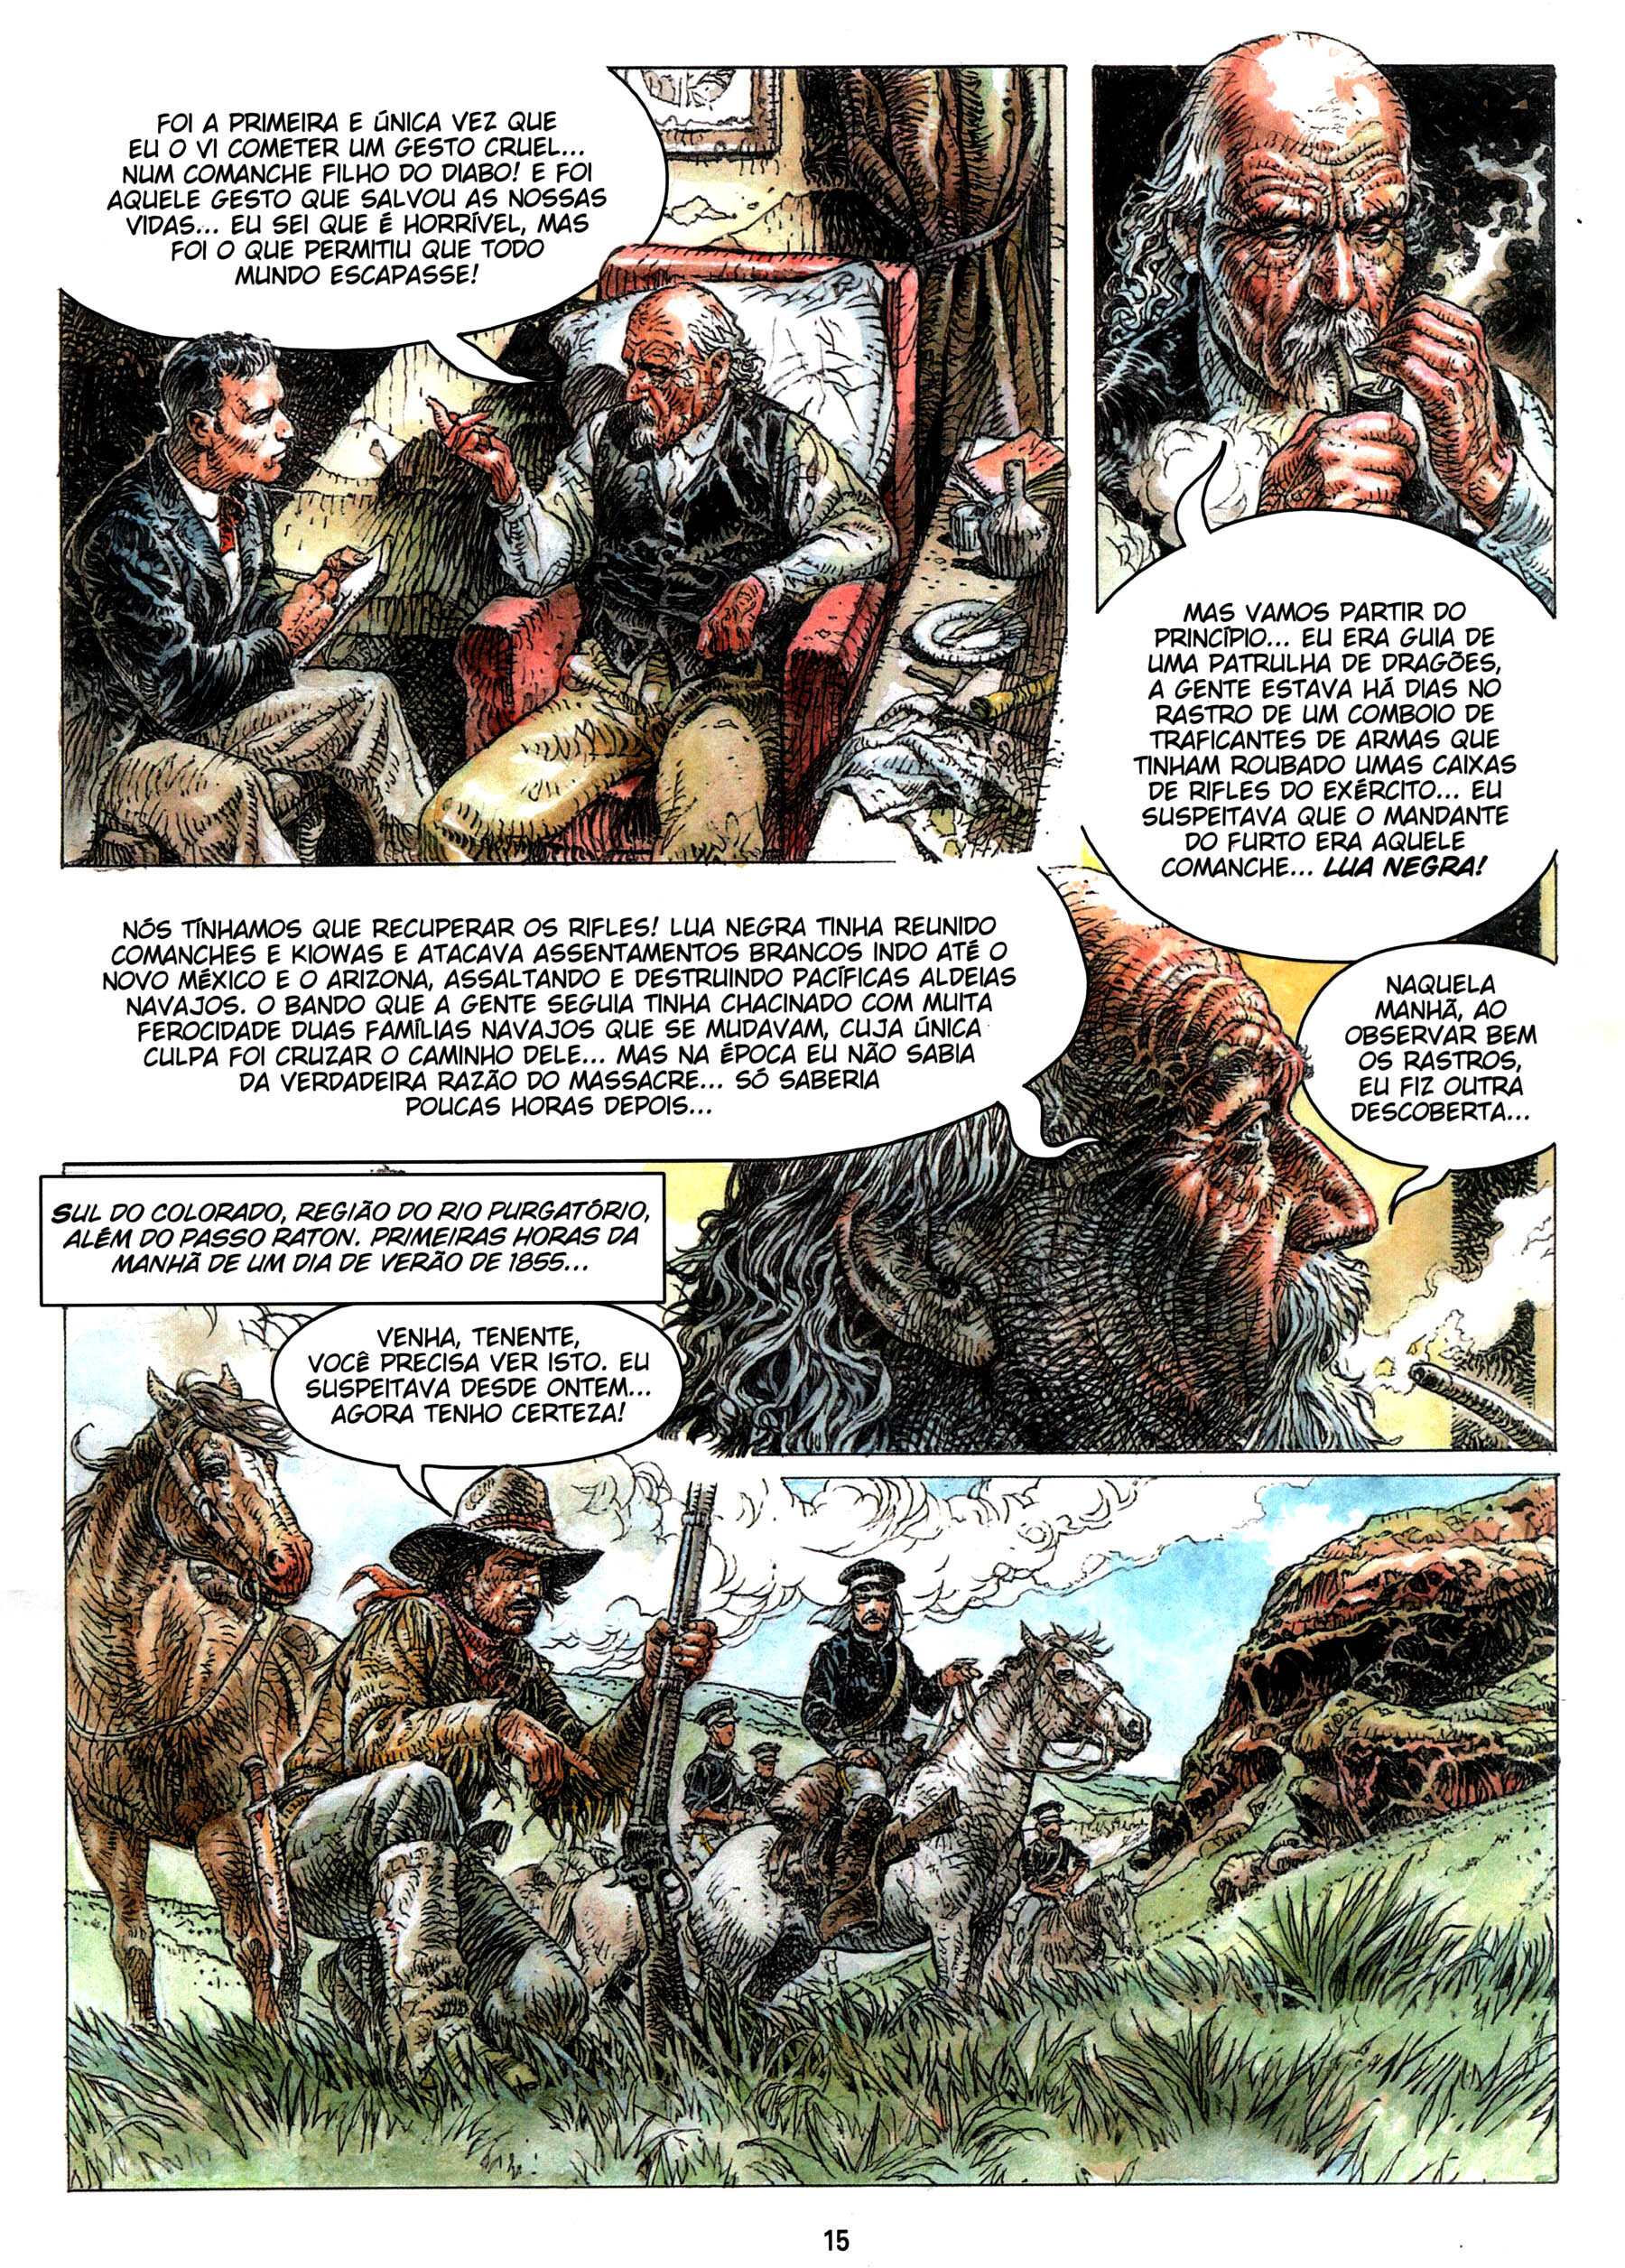 FOI A PRIMEIRA E ÚNICA VEZ QUE
EU O VI COMETER UM GESTO CRUEL...
NUM COMANCHE FILHO DO DIABO! E FOI
AQUELE GESTO QUE SALVOU AS NOSSAS
VIDAS... EU SEI QUE É HORRÍVEL, MAS
FOI O QUE PERMITIU QUE TODO
MUNDO ESCAPASSE!
MAS VAMOS PARTIR DO
PRINCÍPIO... EU ERA GUIA DE
UMA PATRULHA DE DRAGÕES,
A GENTE ESTAVA HÁ DIAS NO
RASTRO DE UM COMBOIO DE
TRAFICANTES DE ARMAS QUE
TINHAM ROUBADO UMAS CAIXAS
DE RIFLES DO EXÉRCITO... EU
SUSPEITAVA QUE O MANDANTE
DO FURTO ERA AQUELE
COMANCHE... LUA NEGRA!
NÓS TÍNHAMOS QUE RECUPERAR OS RIFLES! LUA NEGRA TINHA REUNIDO
COMANCHES E KIOWAS E ATACAVA ASSENTAMENTOS BRANCOS INDO ATÉ O
NOVO MÉXICO E O ARIZONA, ASSALTANDO E DESTRUINDO PACÍFICAS ALDEIAS
NAVAJOS. O BANDO QUE A GENTE SEGUIA TINHA CHACINADO COM MUITA
FEROCIDADE DUAS FAMÍLIAS NAVAJOS QUE SE MUDAVAM, CUJA ÚNICA
CULPA FOI CRUZAR O CAMINHO DELE... MAS NA ÉPOCA EU NÃO SABIA
DA VERDADEIRA RAZÃO DO MASSACRE... SÓ SABERIA
POUCAS HORAS DEPOIS...
NAQUELA
MANHÃ, AO
OBSERVAR BEM
OS RASTROS,
EU FIZ OUTRA
DESCOBERTA...
SUL DO COLORADO, REGIÃO DO RIO PURGATÓRIO,
ALÉM DO PASSO RATON. PRIMEIRAS HORAS DA
MANHÃ DE UM DIA DE VERÃO DE 1855...
VENHA, TENENTE,
VOCÊ PRECISA VER ISTO. EU
SUSPEITAVA DESDE ONTEM...
AGORA TENHO CERTEZA!
15